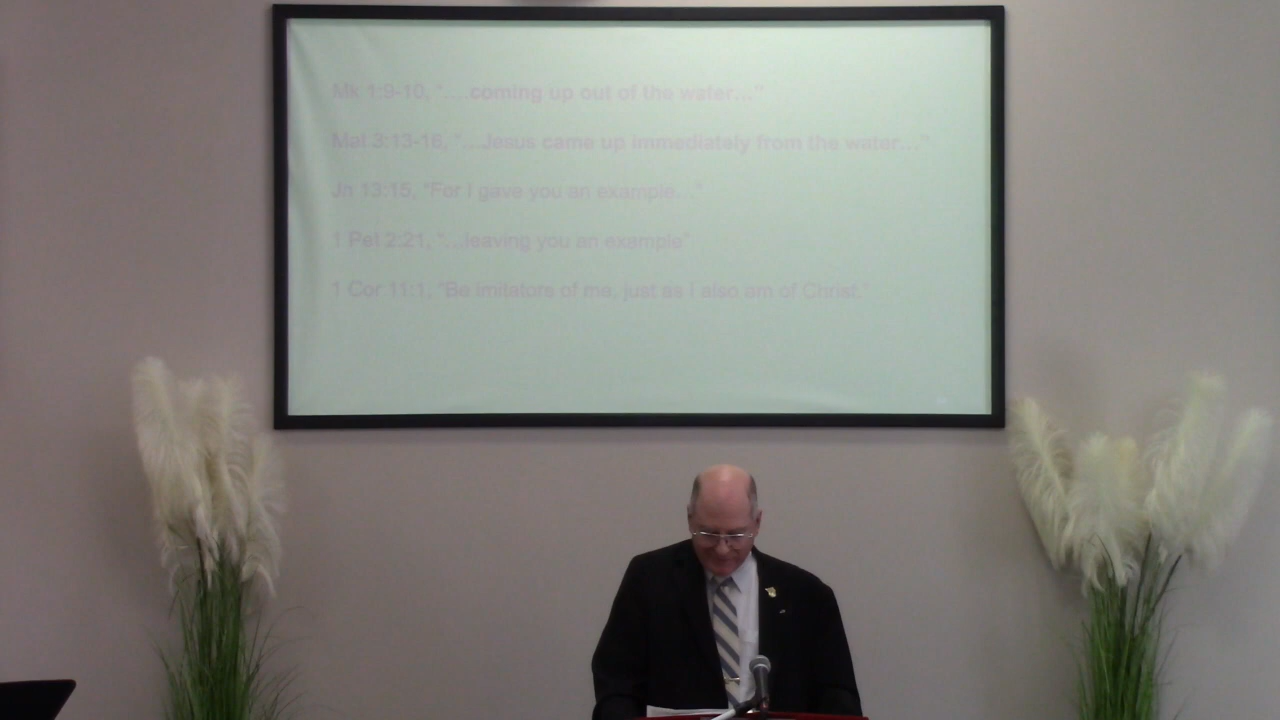 Mk 1:9-10, “....coming up out of the water...”
Mat 3:13-16, “...Jesus came up immediately from the water...”
Jn 13:15, “For I gave you an example...”
1 Pet 2:21, “...leaving you an example”
1 Cor 11:1, “Be imitators of me, just as I also am of Christ.”